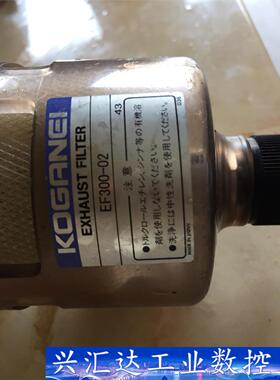 KOGANEI
EXHAUST FILTER
EF300-02
43
注意
●トルクロールエチレン,シンナ等の有機溶
剤を使用しないでください。
●洗浄には中性洗剤を使用してください。
MADE IN JAPAN
兴汇达工业数控